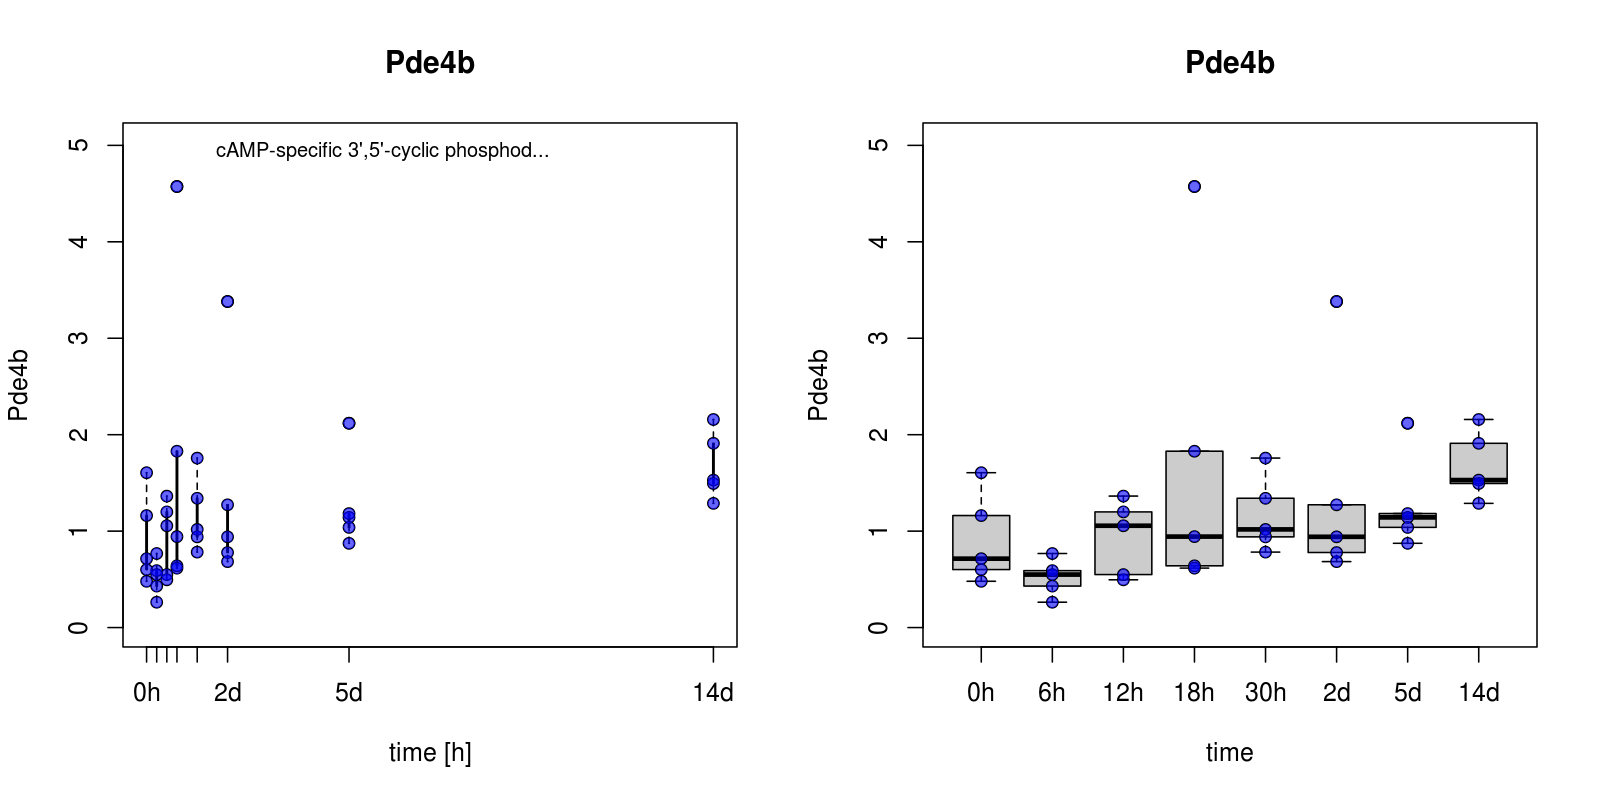 Pde4b
cAMP-specific 3',5'-cyclic phosphod...
Pde4b
5
4
3
2
1
0
0h 2d 5d 14d
time [h]
Pde4b
Pde4b
5
4
3
2
1
0
0h 6h 12h 18h 30h 2d 5d 14d
time